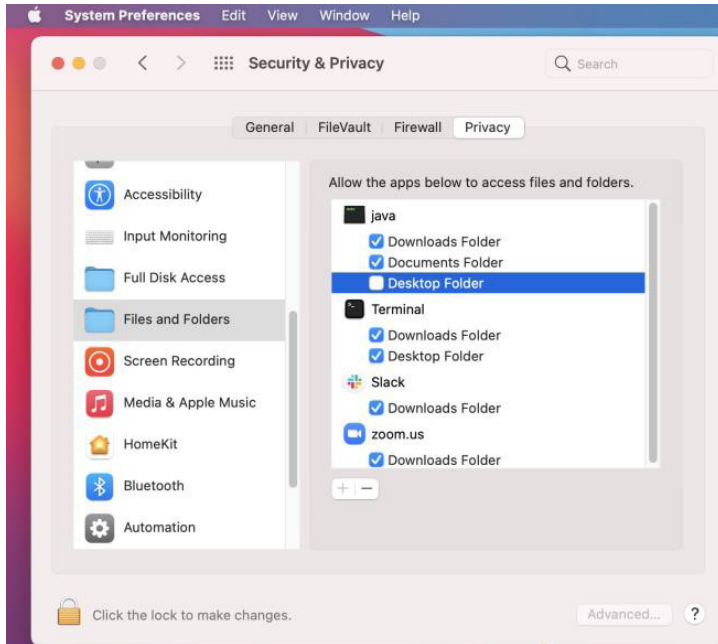 System Preferences Edit View Window Help
Security & Privacy
Search
General FileVault Firewall Privacy
Accessibility
Input Monitoring
Full Disk Access
Files and Folders
Screen Recording
Media & Apple Music
HomeKit
Bluetooth
Automation
Allow the apps below to access files and folders.
java
Downloads Folder
Documents Folder
Desktop Folder
Terminal
Downloads Folder
Desktop Folder
Slack
Downloads Folder
zoom.us
Downloads Folder
+ −
Click the lock to make changes.
Advanced... ?